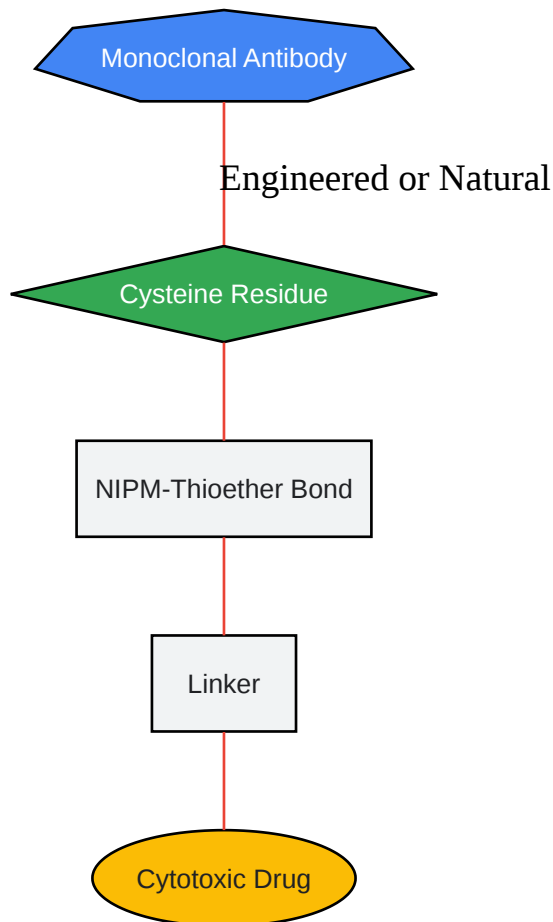 Monoclonal Antibody
Engineered or Natural
Cysteine Residue
NIPM-Thioether Bond
Linker
Cytotoxic Drug